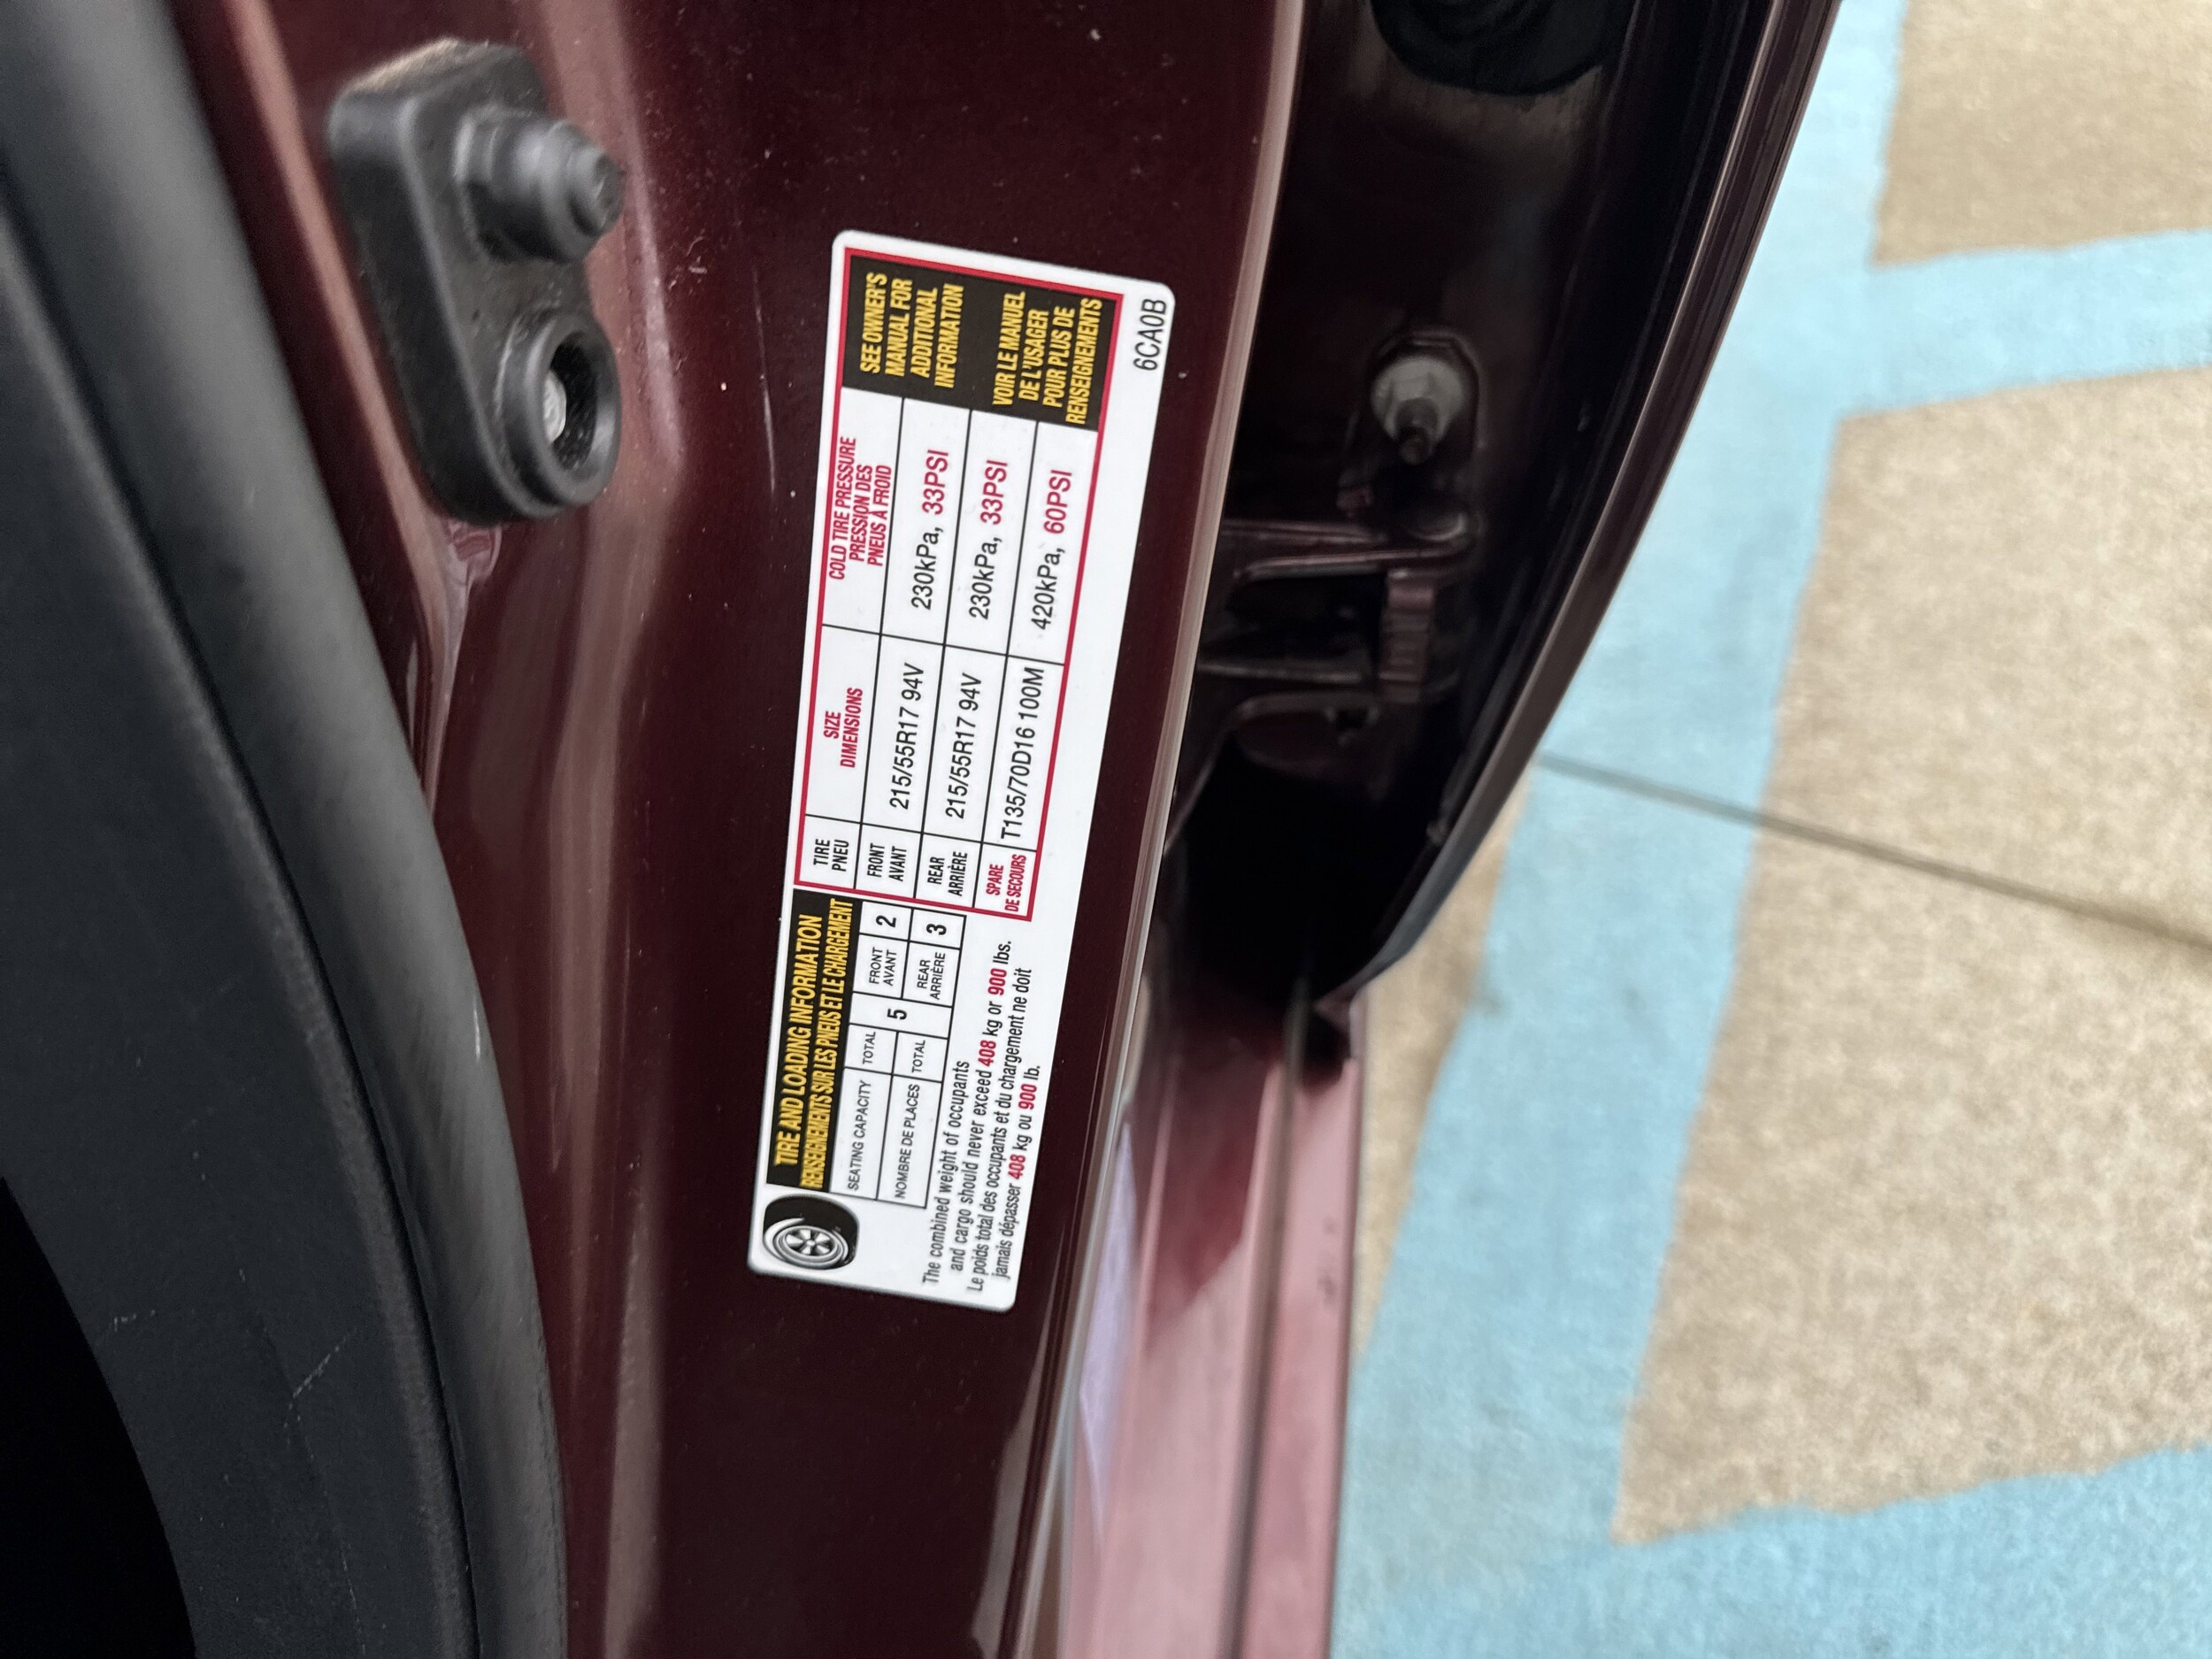 TIRE AND LOADING INFORMATION
RENSEIGNEMENTS SUR LES PNEUS ET LE CHARGEMENT
SEATING CAPACITY TOTAL
NOMBRE DE PLACES TOTAL
5
FRONT
AVANT
2
REAR
ARRIÈRE
3
The combined weight of occupants
and cargo should never exceed 408 kg or 900 lbs.
Le poids total des occupants et du chargement ne doit
jamais dépasser 408 kg ou 900 lb.
TIRE
PNEU
SIZE
DIMENSIONS
COLD TIRE PRESSURE
PRESSION DES
PNEUS À FROID
FRONT
AVANT
215/55R17 94V
230kPa, 33PSI
REAR
ARRIÈRE
215/55R17 94V
230kPa, 33PSI
SPARE
DE SECOURS
T135/70D16 100M
420kPa, 60PSI
SEE OWNER'S
MANUAL FOR
ADDITIONAL
INFORMATION
VOIR LE MANUEL
DE L'USAGER
POUR PLUS DE
RENSEIGNEMENTS
6CA0B